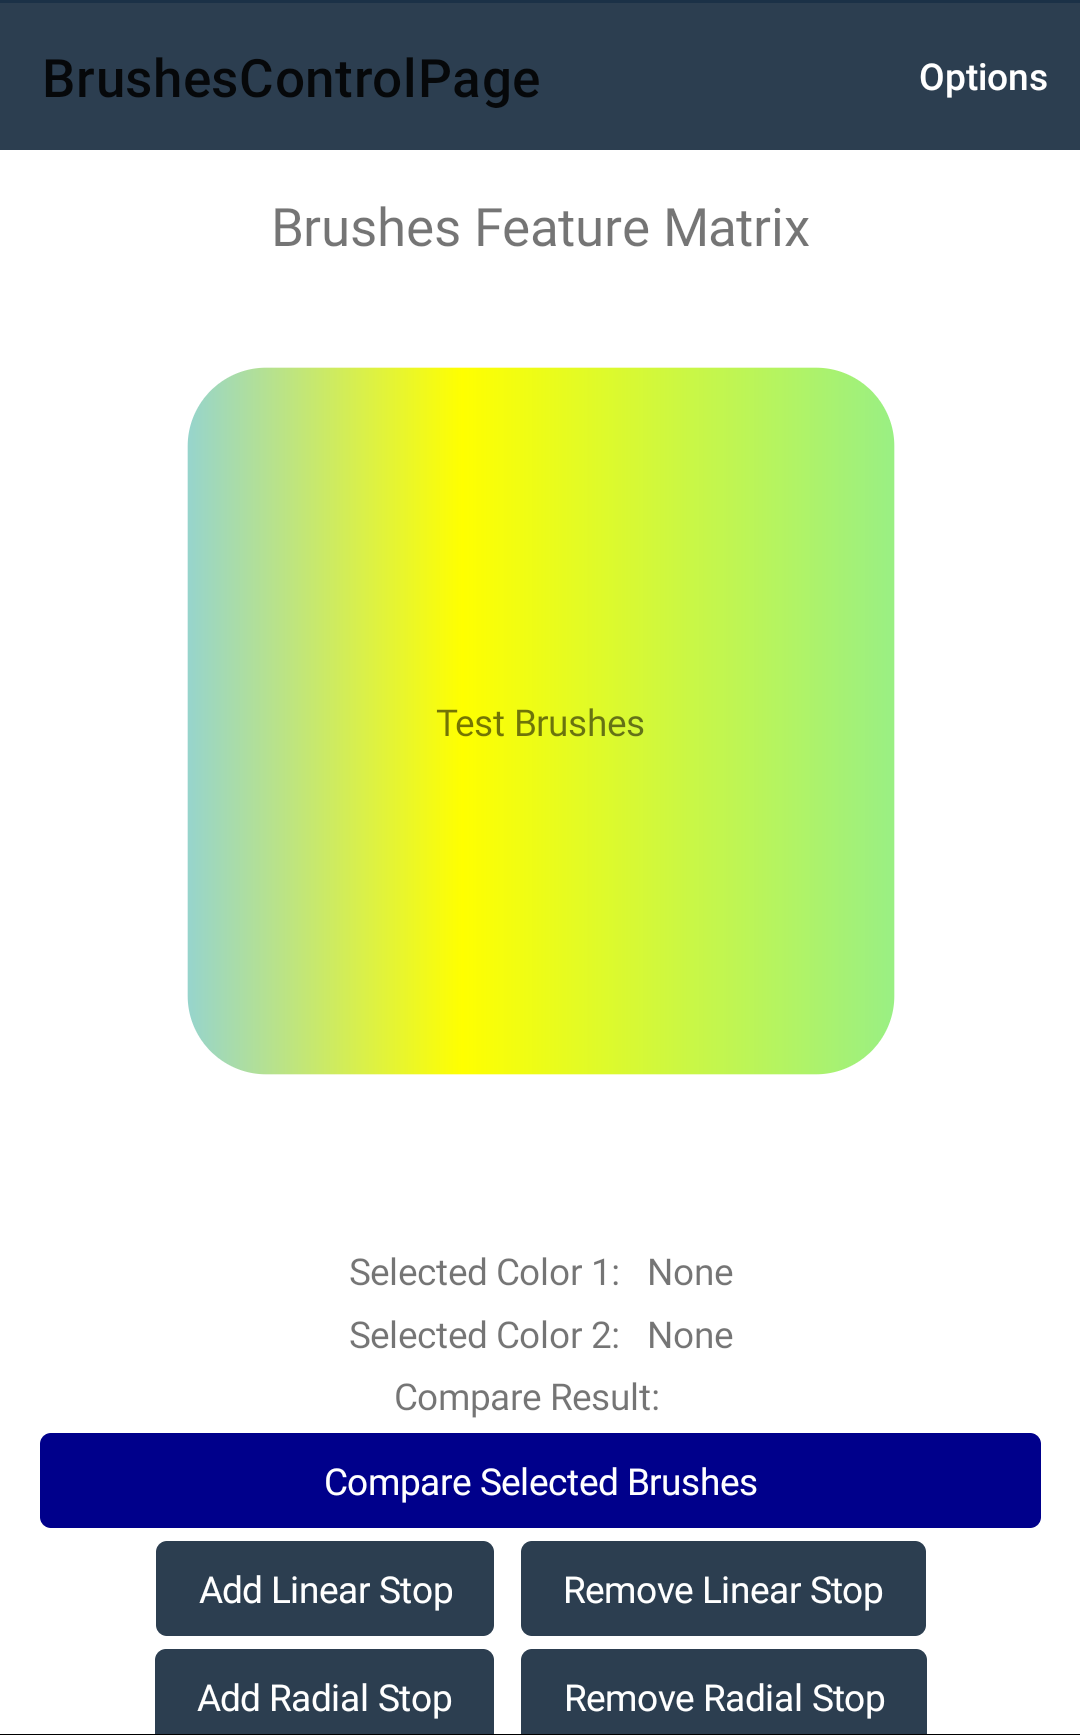 BrushesControlPage Options
Brushes Feature Matrix
Test Brushes
Selected Color 1: None
Selected Color 2: None
Compare Result:
Compare Selected Brushes
Add Linear Stop Remove Linear Stop
Add Radial Stop Remove Radial Stop